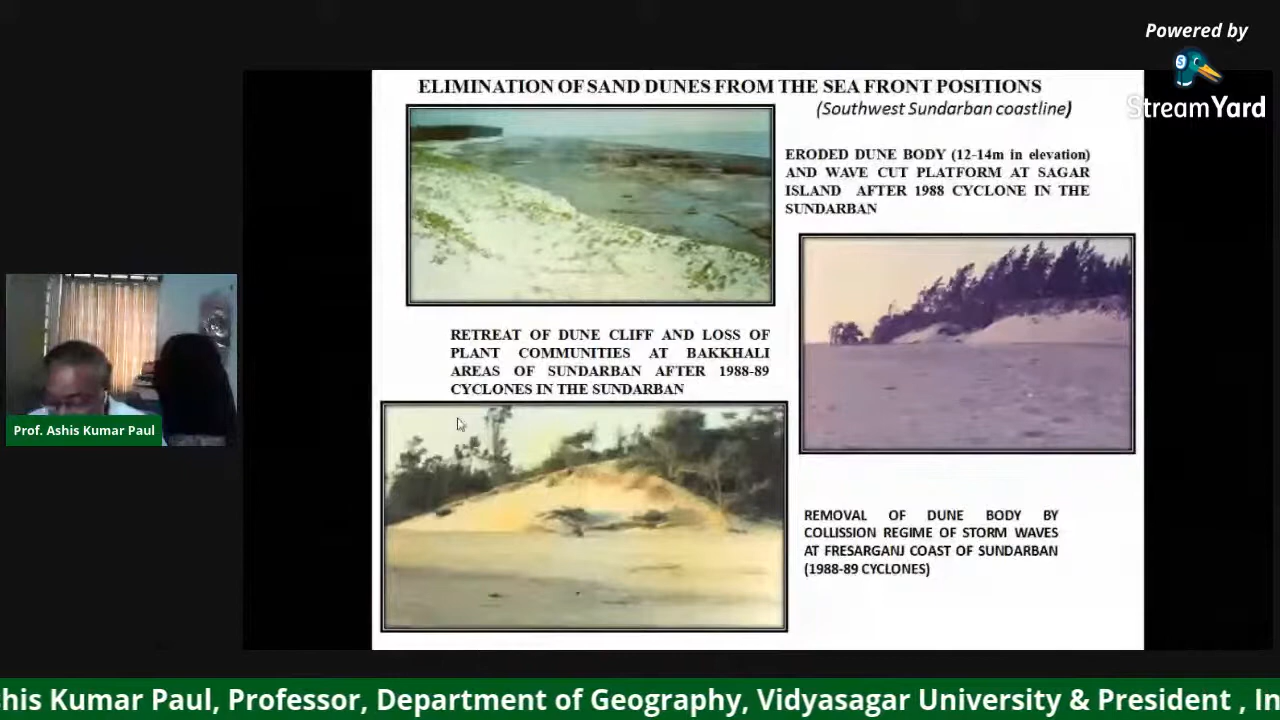 Powered by
StreamYard
ELIMINATION OF SAND DUNES FROM THE SEA FRONT POSITIONS
(Southwest Sundarban coastline)
ERODED DUNE BODY (12-14m in elevation)
AND WAVE CUT PLATFORM AT SAGAR
ISLAND AFTER 1988 CYCLONE IN THE
SUNDARBAN
RETREAT OF DUNE CLIFF AND LOSS OF
PLANT COMMUNITIES AT BAKKHALI
AREAS OF SUNDARBAN AFTER 1988-89
CYCLONES IN THE SUNDARBAN
REMOVAL OF DUNE BODY BY
COLLISSION REGIME OF STORM WAVES
AT FRESARGANJ COAST OF SUNDARBAN
(1988-89 CYCLONES)
Prof. Ashis Kumar Paul
shis Kumar Paul, Professor, Department of Geography, Vidyasagar University & President , In